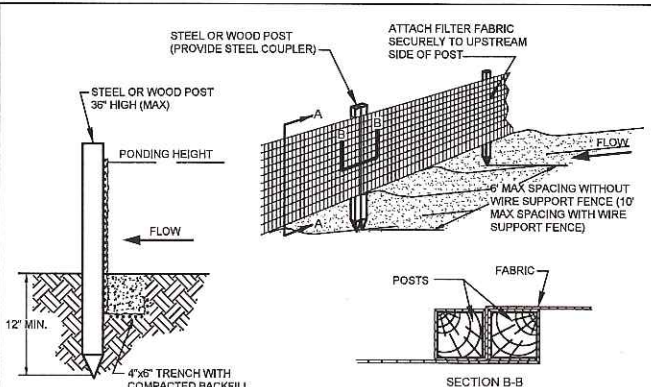 STEEL OR WOOD POST
(PROVIDE STEEL COUPLER)
ATTACH FILTER FABRIC
SECURELY TO UPSTREAM
SIDE OF POST
STEEL OR WOOD POST
36" HIGH (MAX)
PONDING HEIGHT
FLOW
12" MIN.
4"x6" TRENCH WITH
COMPACTED BACKFILL
A
B
B
A
FLOW
6' MAX SPACING WITHOUT
WIRE SUPPORT FENCE (10'
MAX SPACING WITH WIRE
SUPPORT FENCE)
POSTS
FABRIC
SECTION B-B